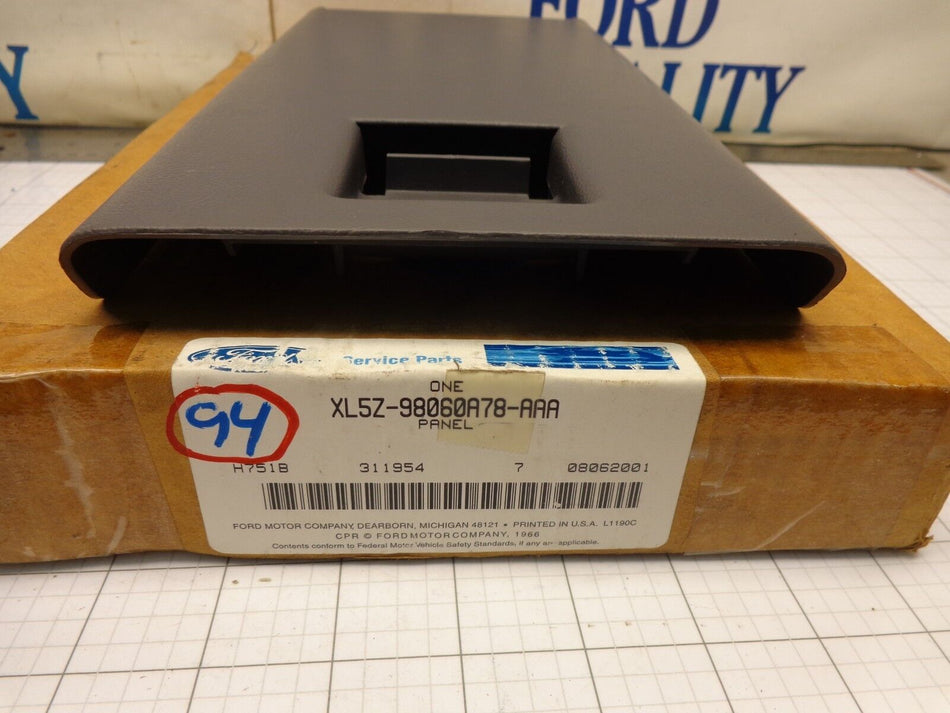 FORD
Y
LITY
Ford
Service Parts
ONE
XL5Z-98060A78-AAA
PANEL
94
H751B 311954 7 08062001
FORD MOTOR COMPANY, DEARBORN, MICHIGAN 48121 • PRINTED IN U.S.A. L1190C
CPR © FORD MOTOR COMPANY, 1966
Contents conform to Federal Motor Vehicle Safety Standards, if any are applicable.